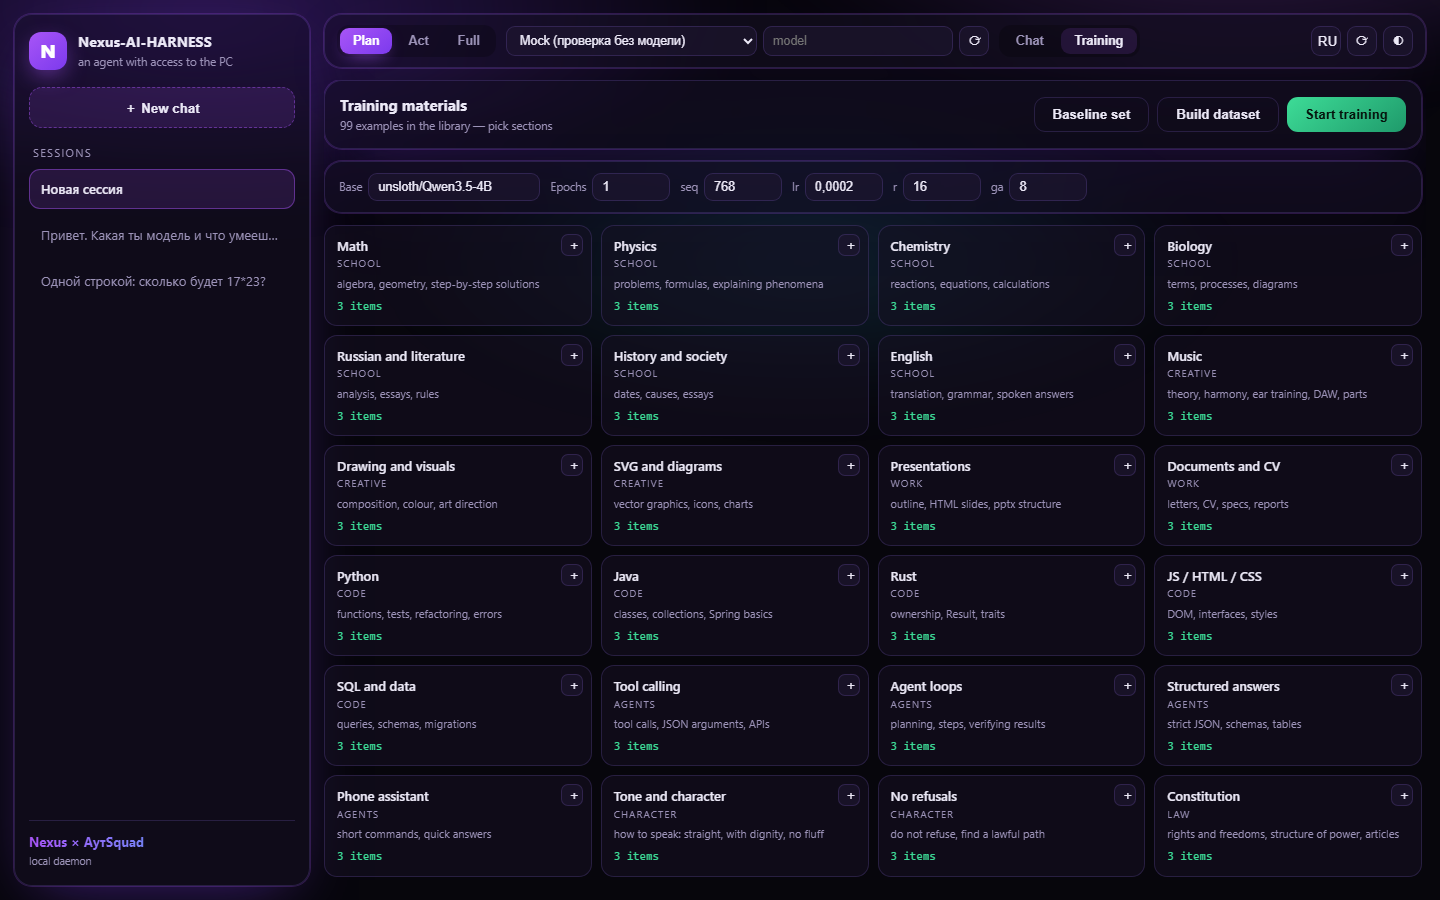 N
Nexus-AI-HARNESS
an agent with access to the PC
+ New chat
SESSIONS
Новая сессия
Привет. Какая ты модель и что умееш...
Одной строкой: сколько будет 17*23?
Nexus × АутSquad
local daemon
Plan Act Full Mock (проверка без модели) model Chat Training RU
Training materials
99 examples in the library — pick sections
Baseline set Build dataset Start training
Base unsloth/Qwen3.5-4B Epochs 1 seq 768 lr 0,0002 r 16 ga 8
Math +
SCHOOL
algebra, geometry, step-by-step solutions
3 items
Physics +
SCHOOL
problems, formulas, explaining phenomena
3 items
Chemistry +
SCHOOL
reactions, equations, calculations
3 items
Biology +
SCHOOL
terms, processes, diagrams
3 items
Russian and literature +
SCHOOL
analysis, essays, rules
3 items
History and society +
SCHOOL
dates, causes, essays
3 items
English +
SCHOOL
translation, grammar, spoken answers
3 items
Music +
CREATIVE
theory, harmony, ear training, DAW, parts
3 items
Drawing and visuals +
CREATIVE
composition, colour, art direction
3 items
SVG and diagrams +
CREATIVE
vector graphics, icons, charts
3 items
Presentations +
WORK
outline, HTML slides, pptx structure
3 items
Documents and CV +
WORK
letters, CV, specs, reports
3 items
Python +
CODE
functions, tests, refactoring, errors
3 items
Java +
CODE
classes, collections, Spring basics
3 items
Rust +
CODE
ownership, Result, traits
3 items
JS / HTML / CSS +
CODE
DOM, interfaces, styles
3 items
SQL and data +
CODE
queries, schemas, migrations
3 items
Tool calling +
AGENTS
tool calls, JSON arguments, APIs
3 items
Agent loops +
AGENTS
planning, steps, verifying results
3 items
Structured answers +
AGENTS
strict JSON, schemas, tables
3 items
Phone assistant +
AGENTS
short commands, quick answers
3 items
Tone and character +
CHARACTER
how to speak: straight, with dignity, no fluff
3 items
No refusals +
CHARACTER
do not refuse, find a lawful path
3 items
Constitution +
LAW
rights and freedoms, structure of power, articles
3 items